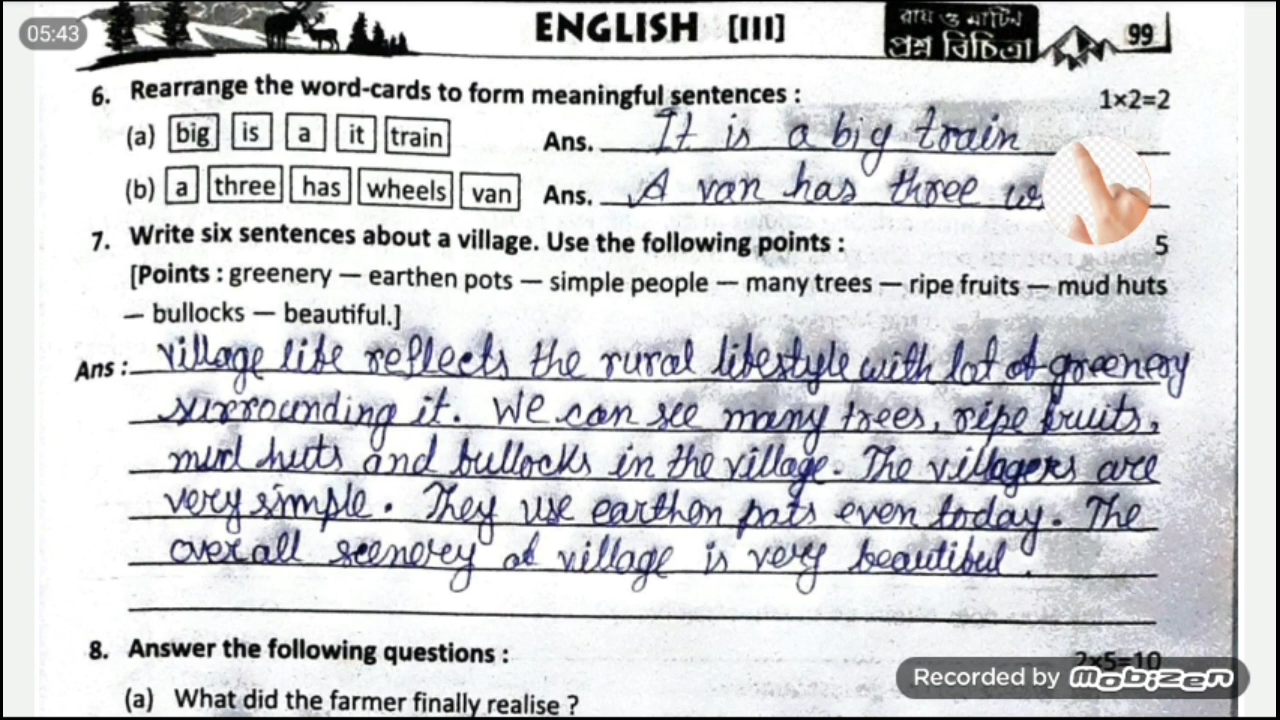 05:43
ENGLISH [III]
রায় ও মার্টিন
প্রশ্ন বিচিত্রা
99
6. Rearrange the word-cards to form meaningful sentences : 1×2=2
(a) big is a it train Ans. It is a big train
(b) a three has wheels van Ans. A van has three
7. Write six sentences about a village. Use the following points : 5
[Points : greenery — earthen pots — simple people — many trees — ripe fruits — mud huts
— bullocks — beautiful.]
Ans : village life reflects the rural lifestyle with lot of greenery
surrounding it. We can see many trees, ripe fruits,
mud huts and bullocks in the village. The villagers are
very simple. They use earthen pots even today. The
overall scenery of village is very beautiful.
8. Answer the following questions : 2×5=10
(a) What did the farmer finally realise ?
Recorded by mobizen